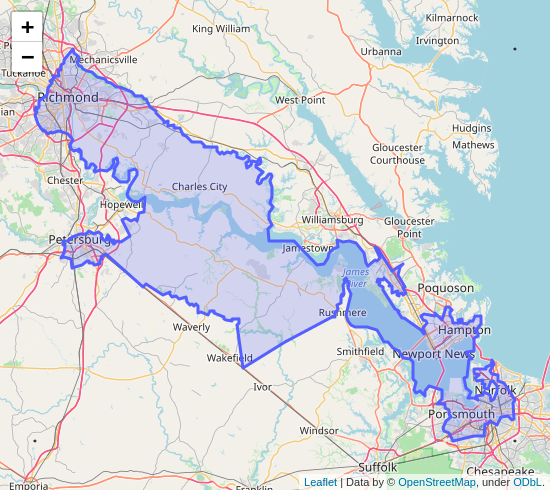 +
−
Kilmarnock
King William
Irvington
Urbanna
Mechanicsville
Tuckahoe
Richmond
West Point
Hudgins
Mathews
Gloucester
Courthouse
Chester
Charles City
Hopewell
Williamsburg
Gloucester
Point
Petersburg
Jamestown
James
River
Poquoson
Rushmere
Hampton
Waverly
Smithfield
Newport News
Wakefield
Ivor
Norfolk
Portsmouth
Windsor
Suffolk
Chesapeake
Emporia
Franklin
Leaflet | Data by © OpenStreetMap, under ODbL.